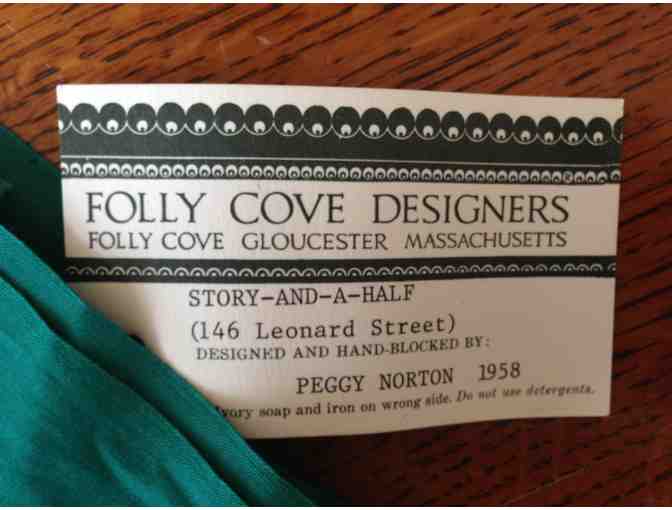 FOLLY COVE DESIGNERS
FOLLY COVE GLOUCESTER MASSACHUSETTS
STORY-AND-A-HALF
(146 Leonard Street)
DESIGNED AND HAND-BLOCKED BY:
PEGGY NORTON 1958
Ivory soap and iron on wrong side. Do not use detergents.